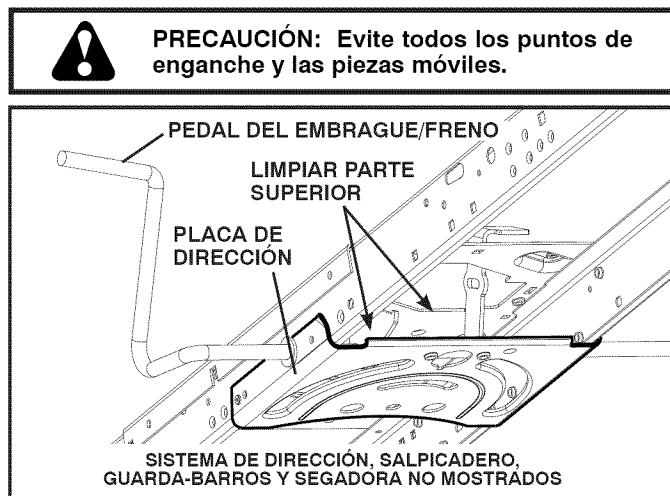 PRECAUCIÓN: Evite todos los puntos de
enganche y las piezas móviles.
PEDAL DEL EMBRAGUE/FRENO
LIMPIAR PARTE
SUPERIOR
PLACA DE
DIRECCIÓN
SISTEMA DE DIRECCIÓN, SALPICADERO,
GUARDA-BARROS Y SEGADORA NO MOSTRADOS